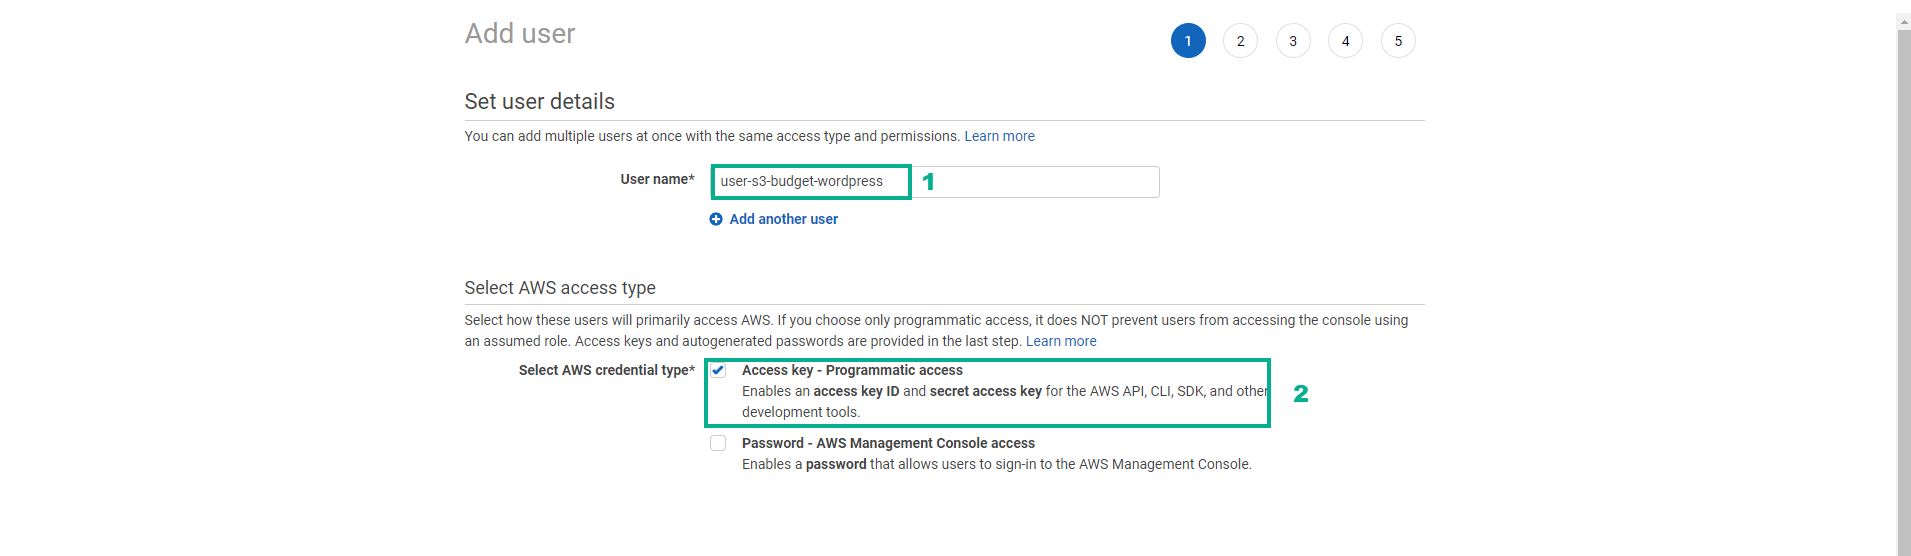 Add user
1 2 3 4 5
Set user details
You can add multiple users at once with the same access type and permissions. Learn more
User name* user-s3-budget-wordpress 1
Add another user
Select AWS access type
Select how these users will primarily access AWS. If you choose only programmatic access, it does NOT prevent users from accessing the console using
an assumed role. Access keys and autogenerated passwords are provided in the last step. Learn more
Select AWS credential type* Access key - Programmatic access
Enables an access key ID and secret access key for the AWS API, CLI, SDK, and other 2
development tools.
Password - AWS Management Console access
Enables a password that allows users to sign-in to the AWS Management Console.